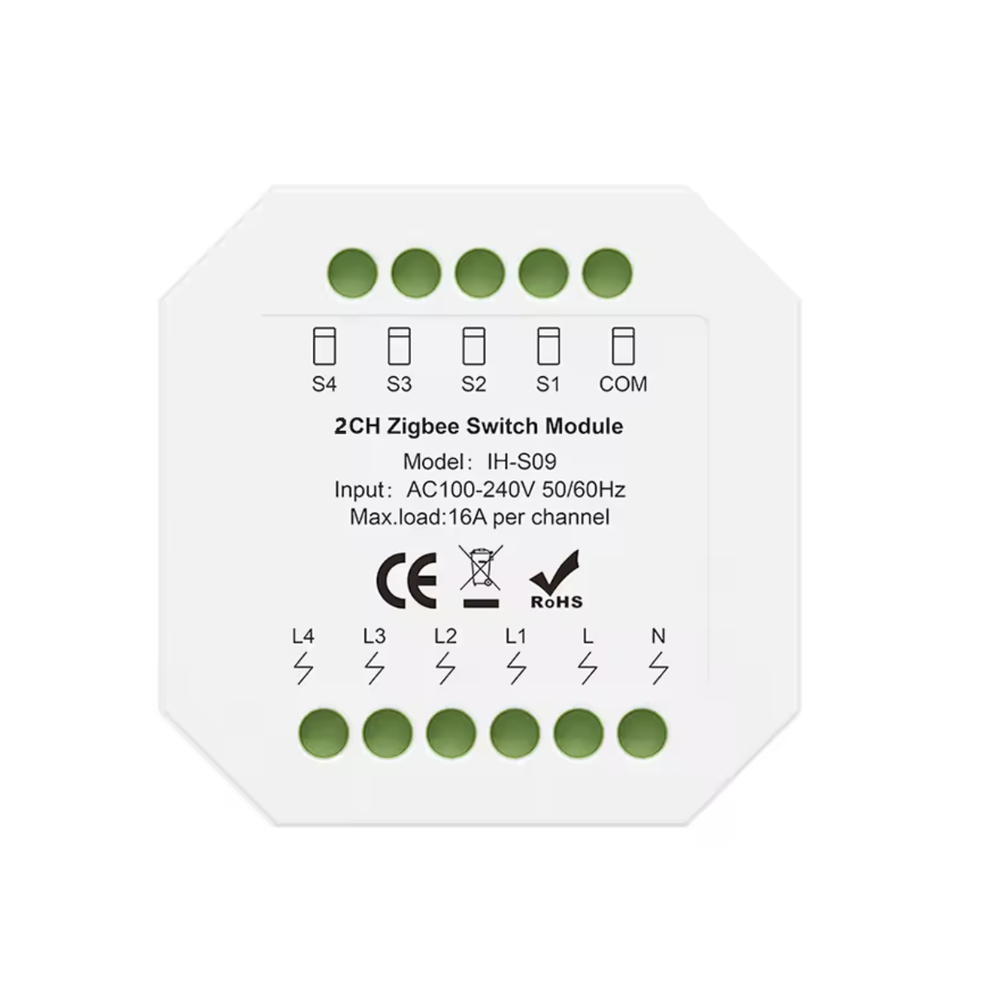 S4 S3 S2 S1 COM
2CH Zigbee Switch Module
Model: IH-S09
Input: AC100-240V 50/60Hz
Max.load:16A per channel
CE RoHS
L4 L3 L2 L1 L N